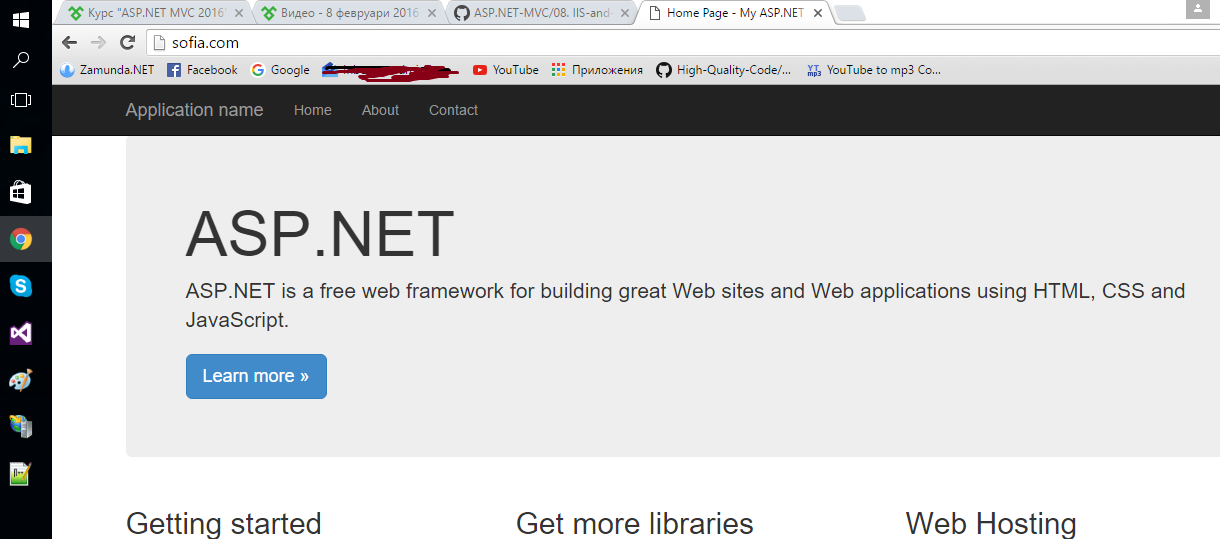 Курс "ASP.NET MVC 2016"
Видео - 8 февруари 2016
ASP.NET-MVC/08. IIS-and-
Home Page - My ASP.NET
sofia.com
Zamunda.NET Facebook Google YouTube Приложения High-Quality-Code/... YouTube to mp3 Co...
Application name Home About Contact
ASP.NET
ASP.NET is a free web framework for building great Web sites and Web applications using HTML, CSS and
JavaScript.
Learn more »
Getting started Get more libraries Web Hosting